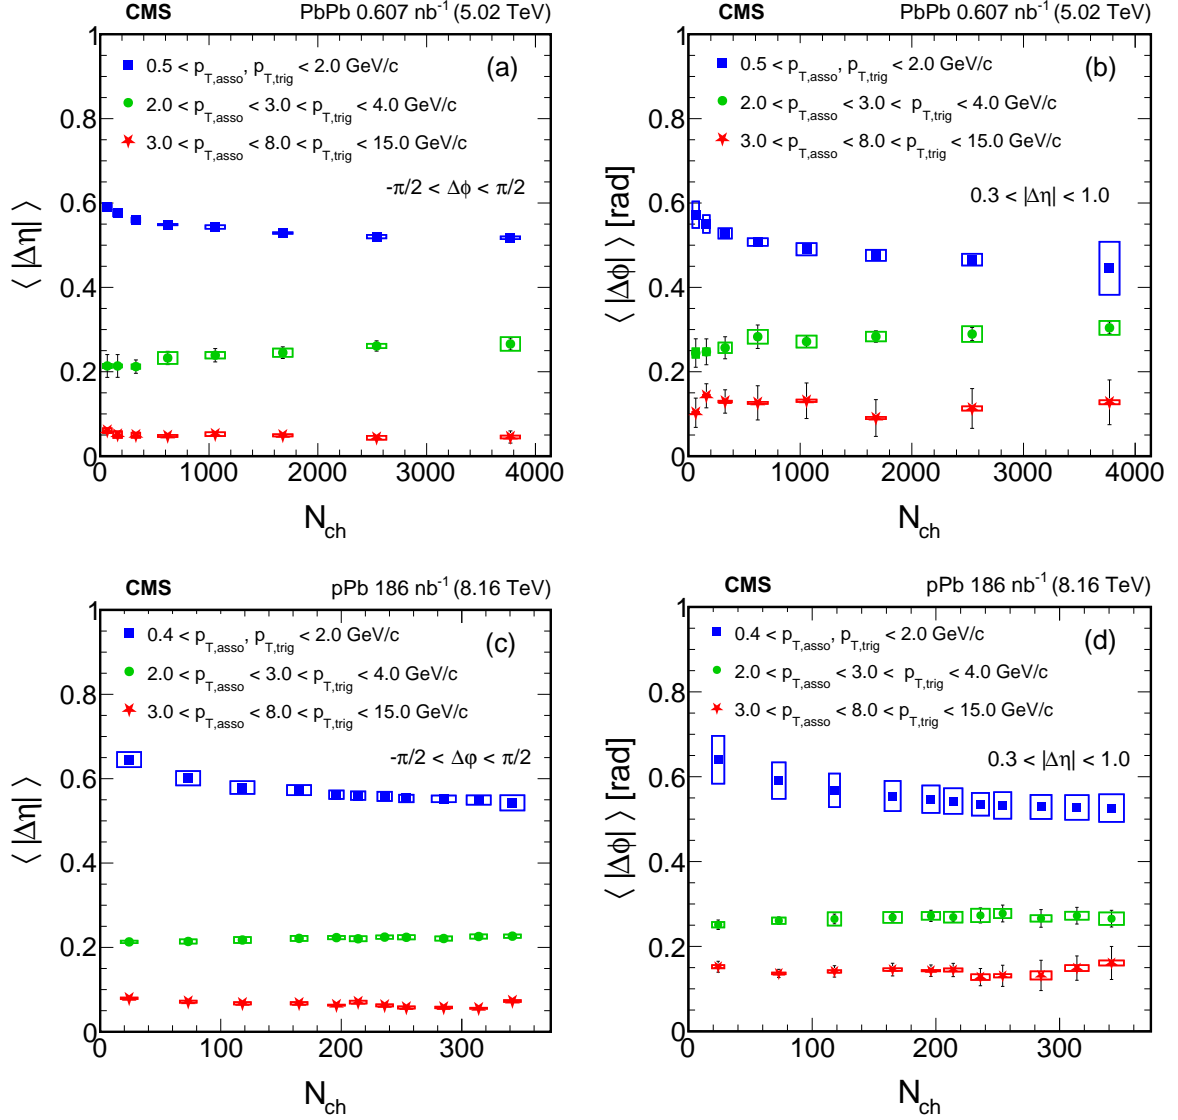 CMS PbPb 0.607 nb-1 (5.02 TeV)
(a)
0.5 < pT,asso, pT,trig < 2.0 GeV/c
2.0 < pT,asso < 3.0 < pT,trig < 4.0 GeV/c
3.0 < pT,asso < 8.0 < pT,trig < 15.0 GeV/c
-π/2 < Δϕ < π/2
⟨ |Δη| ⟩
1
0.8
0.6
0.4
0.2
0
0 1000 2000 3000 4000
Nch
CMS PbPb 0.607 nb-1 (5.02 TeV)
(b)
0.5 < pT,asso, pT,trig < 2.0 GeV/c
2.0 < pT,asso < 3.0 < pT,trig < 4.0 GeV/c
3.0 < pT,asso < 8.0 < pT,trig < 15.0 GeV/c
0.3 < |Δη| < 1.0
⟨ |Δϕ| ⟩ [rad]
1
0.8
0.6
0.4
0.2
0
0 1000 2000 3000 4000
Nch
CMS pPb 186 nb-1 (8.16 TeV)
(c)
0.4 < pT,asso, pT,trig < 2.0 GeV/c
2.0 < pT,asso < 3.0 < pT,trig < 4.0 GeV/c
3.0 < pT,asso < 8.0 < pT,trig < 15.0 GeV/c
-π/2 < Δφ < π/2
⟨ |Δη| ⟩
1
0.8
0.6
0.4
0.2
0
0 100 200 300
Nch
CMS pPb 186 nb-1 (8.16 TeV)
(d)
0.4 < pT,asso, pT,trig < 2.0 GeV/c
2.0 < pT,asso < 3.0 < pT,trig < 4.0 GeV/c
3.0 < pT,asso < 8.0 < pT,trig < 15.0 GeV/c
0.3 < |Δη| < 1.0
⟨ |Δϕ| ⟩ [rad]
1
0.8
0.6
0.4
0.2
0
0 100 200 300
Nch